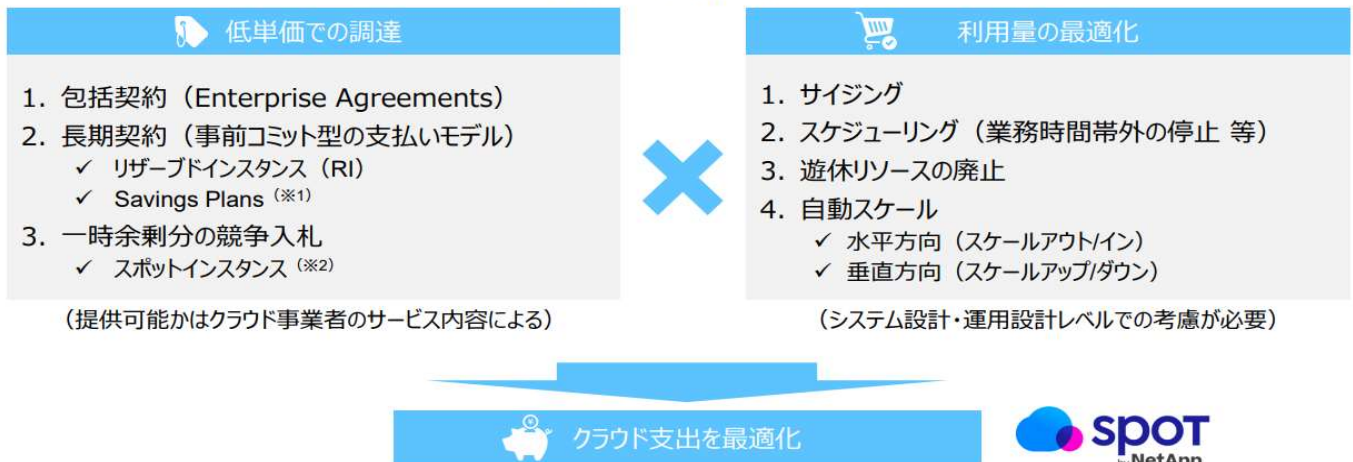 低単価での調達
1. 包括契約（Enterprise Agreements）
2. 長期契約（事前コミット型の支払いモデル）
✓ リザーブドインスタンス（RI）
✓ Savings Plans（※1）
3. 一時余剰分の競争入札
✓ スポットインスタンス（※2）
（提供可能かはクラウド事業者のサービス内容による）
利用量の最適化
1. サイジング
2. スケジューリング（業務時間帯外の停止 等）
3. 遊休リソースの廃止
4. 自動スケール
✓ 水平方向（スケールアウト/イン）
✓ 垂直方向（スケールアップ/ダウン）
（システム設計・運用設計レベルでの考慮が必要）
クラウド支出を最適化
spot
by NetApp